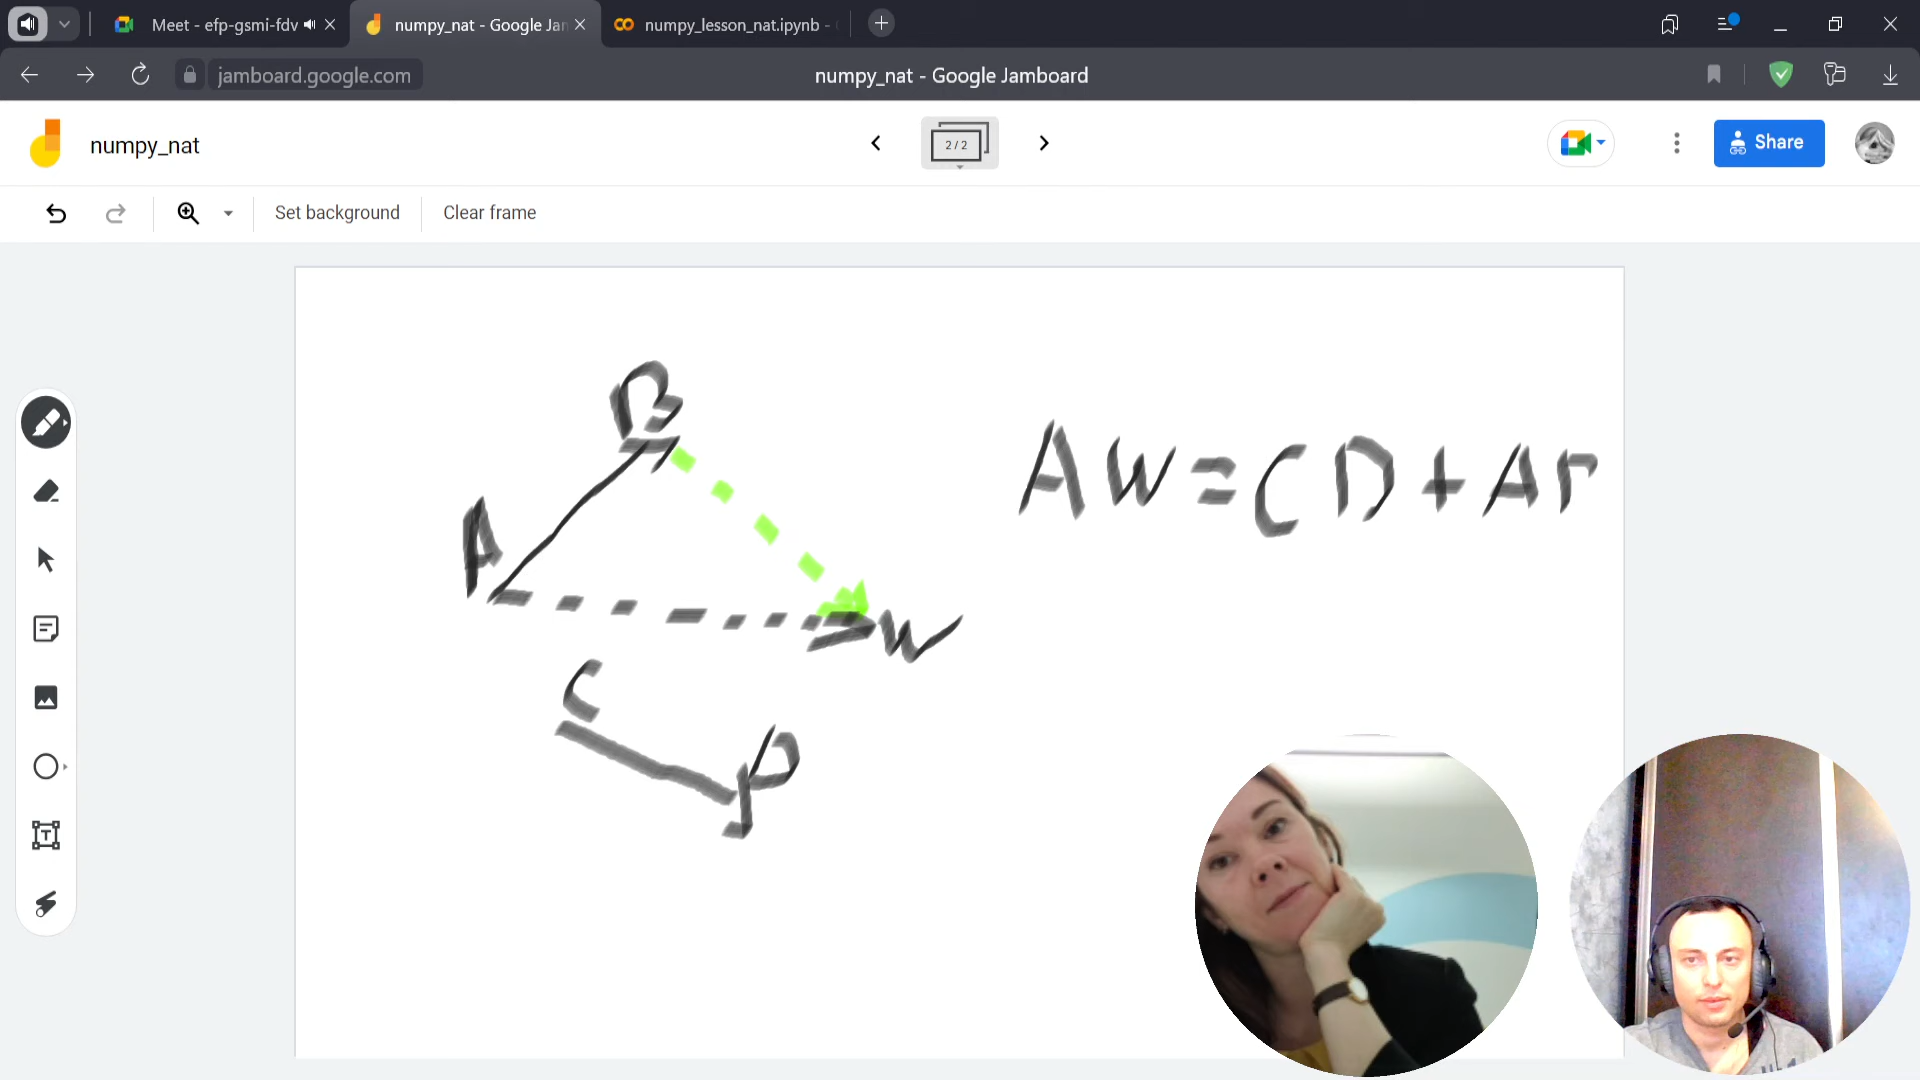 Meet - efp-gsmi-fdv
numpy_nat - Google Jar
numpy_lesson_nat.ipynb -
jamboard.google.com
numpy_nat - Google Jamboard
numpy_nat
2 / 2
Share
Set background
Clear frame
B
A
AW=CD+AP
W
C
P